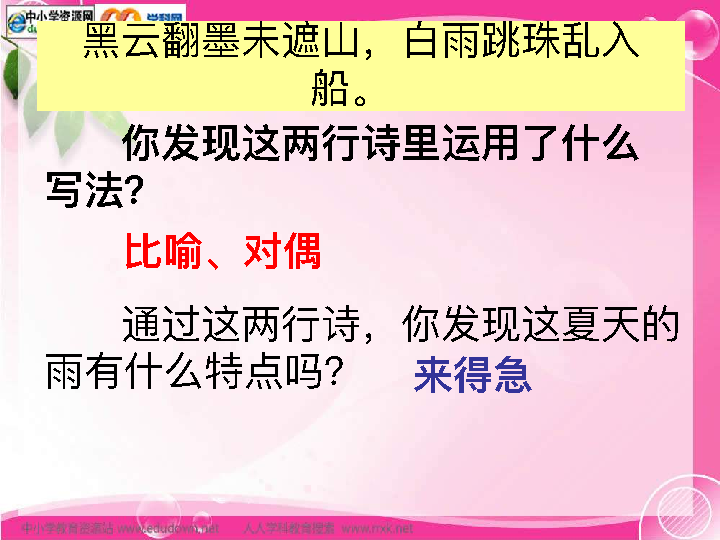 中小学资源网
学科网
黑云翻墨未遮山，白雨跳珠乱入
船。
你发现这两行诗里运用了什么
写法?
比喻、对偶
通过这两行诗，你发现这夏天的
雨有什么特点吗?
来得急
中小学教育资源站 www.edudown.net 人人学科教育搜索 www.rrxk.net